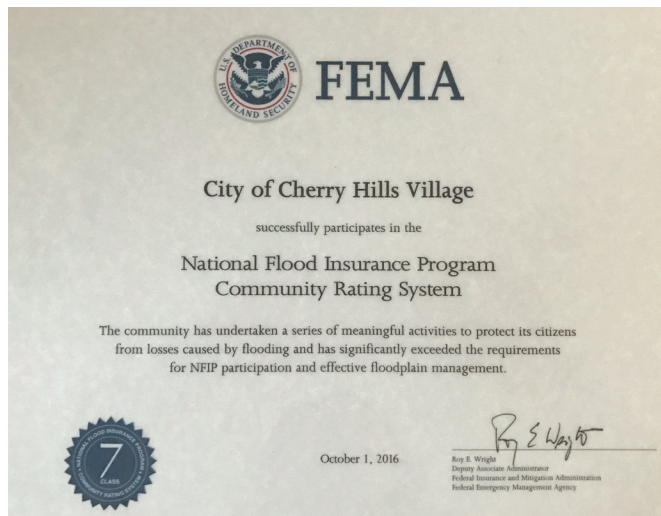 U.S. DEPARTMENT OF
HOMELAND SECURITY
FEMA
City of Cherry Hills Village
successfully participates in the
National Flood Insurance Program
Community Rating System
The community has undertaken a series of meaningful activities to protect its citizens
from losses caused by flooding and has significantly exceeded the requirements
for NFIP participation and effective floodplain management.
NATIONAL FLOOD INSURANCE PROGRAM
7
CLASS
COMMUNITY RATING SYSTEM
October 1, 2016
Roy E Wright
Roy E. Wright
Deputy Associate Administrator
Federal Insurance and Mitigation Administration
Federal Emergency Management Agency